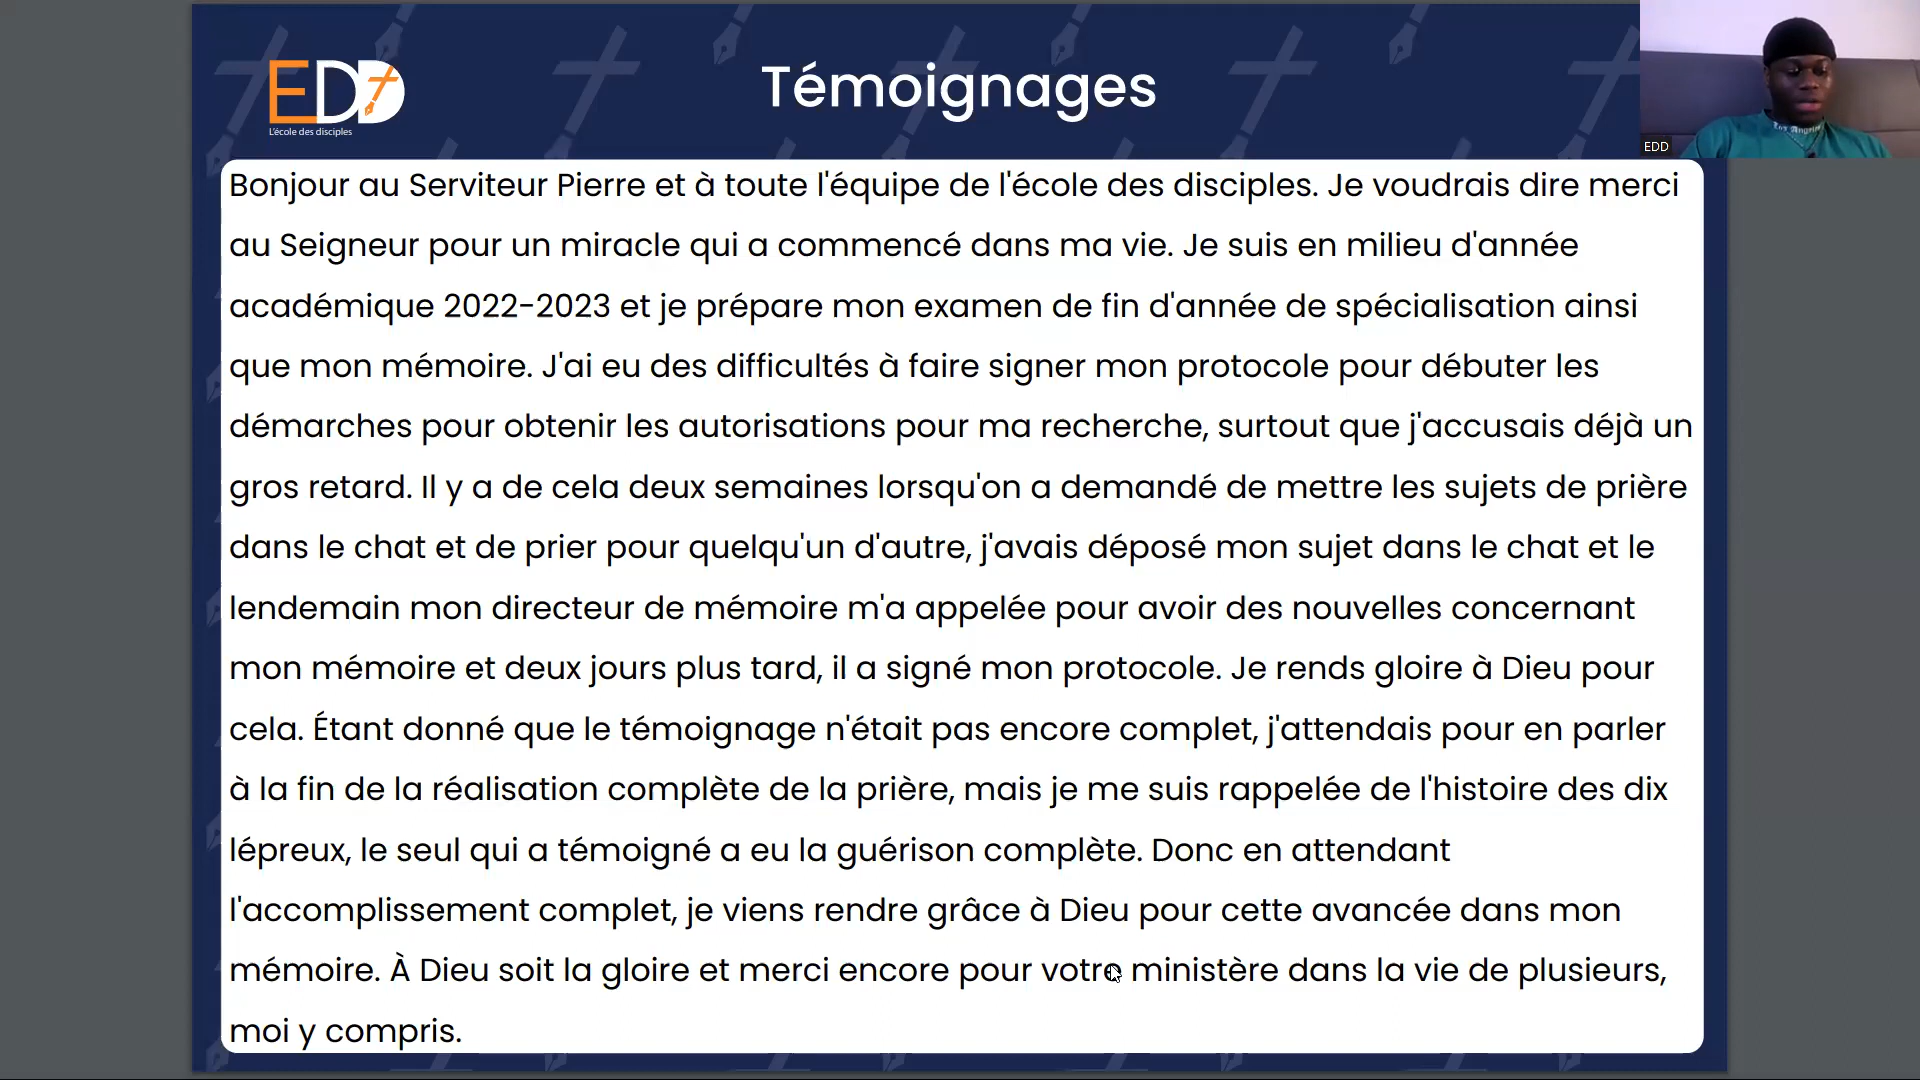 EDD
L'école des disciples
Témoignages
Los Angeles
EDD
Bonjour au Serviteur Pierre et à toute l'équipe de l'école des disciples. Je voudrais dire merci
au Seigneur pour un miracle qui a commencé dans ma vie. Je suis en milieu d'année
académique 2022-2023 et je prépare mon examen de fin d'année de spécialisation ainsi
que mon mémoire. J'ai eu des difficultés à faire signer mon protocole pour débuter les
démarches pour obtenir les autorisations pour ma recherche, surtout que j'accusais déjà un
gros retard. Il y a de cela deux semaines lorsqu'on a demandé de mettre les sujets de prière
dans le chat et de prier pour quelqu'un d'autre, j'avais déposé mon sujet dans le chat et le
lendemain mon directeur de mémoire m'a appelée pour avoir des nouvelles concernant
mon mémoire et deux jours plus tard, il a signé mon protocole. Je rends gloire à Dieu pour
cela. Étant donné que le témoignage n'était pas encore complet, j'attendais pour en parler
à la fin de la réalisation complète de la prière, mais je me suis rappelée de l'histoire des dix
lépreux, le seul qui a témoigné a eu la guérison complète. Donc en attendant
l'accomplissement complet, je viens rendre grâce à Dieu pour cette avancée dans mon
mémoire. À Dieu soit la gloire et merci encore pour votre ministère dans la vie de plusieurs,
moi y compris.